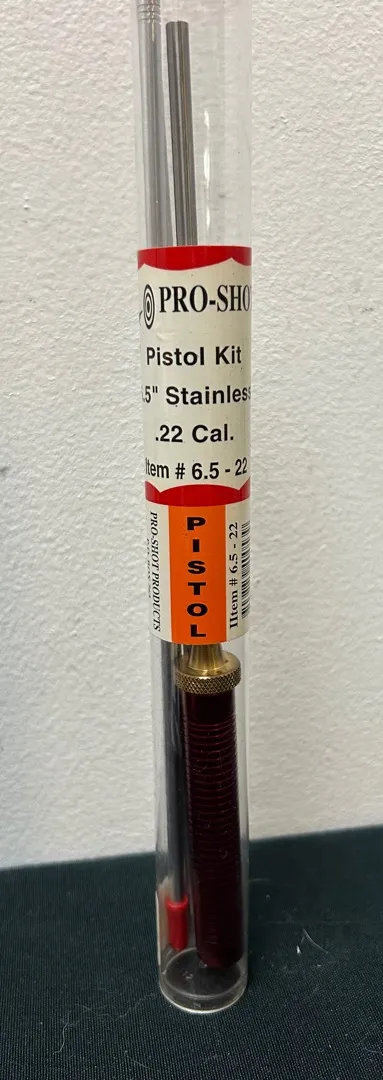 PRO-SHO
Pistol Kit
.5" Stainless
.22 Cal.
Item # 6.5 - 22
PISTOL
PRO-SHOT PRODUCTS
IItem # 6.5 - 22